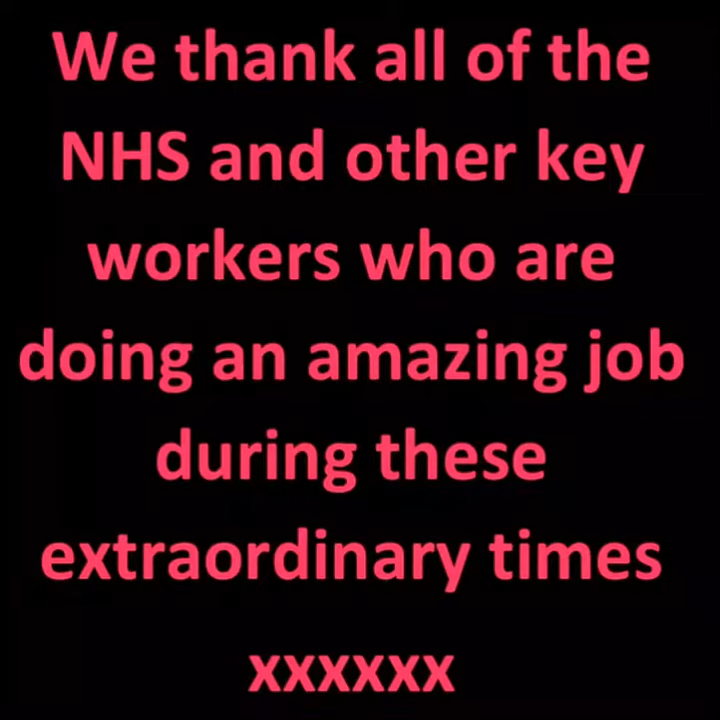 We thank all of the
NHS and other key
workers who are
doing an amazing job
during these
extraordinary times
xxxxxx